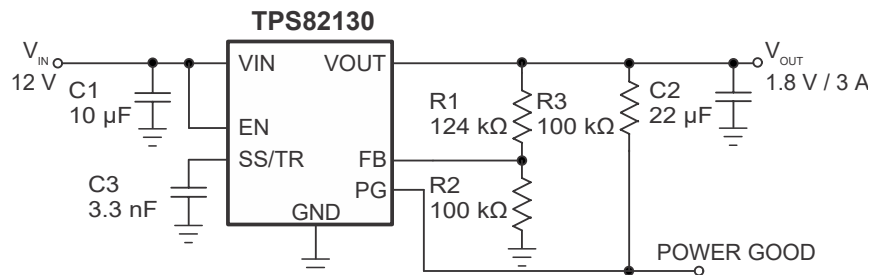 TPS82130
VIN
12 V
C1
10 µF
C3
3.3 nF
VIN
EN
SS/TR
GND
VOUT
FB
PG
R1
124 kΩ
R2
100 kΩ
R3
100 kΩ
C2
22 µF
VOUT
1.8 V / 3 A
POWER GOOD